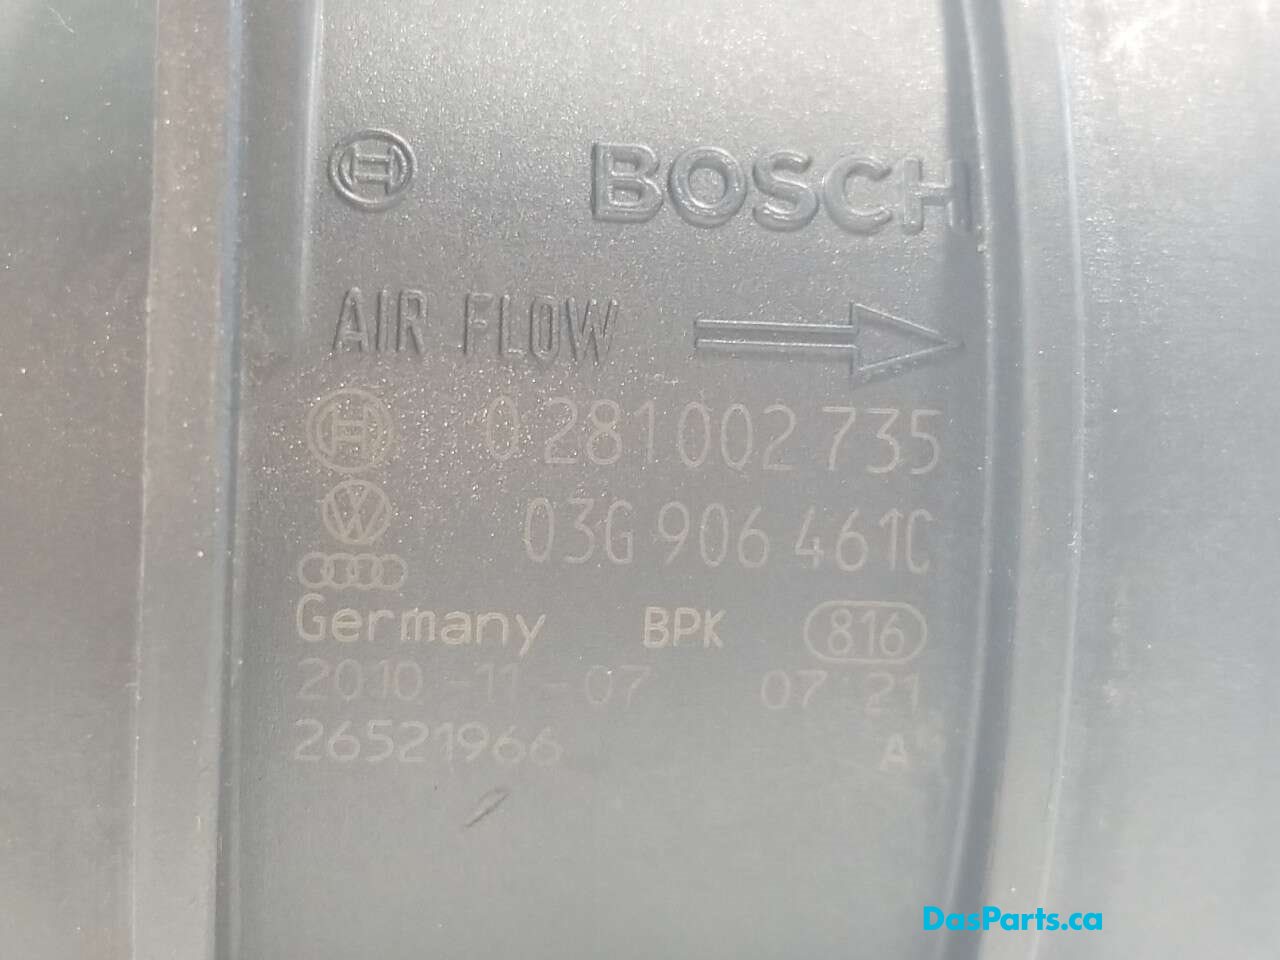 BOSCH
AIR FLOW
0 281 002 735
03G 906 461C
Germany BPK 816
2010-11-07 07 21
26521966
DasParts.ca